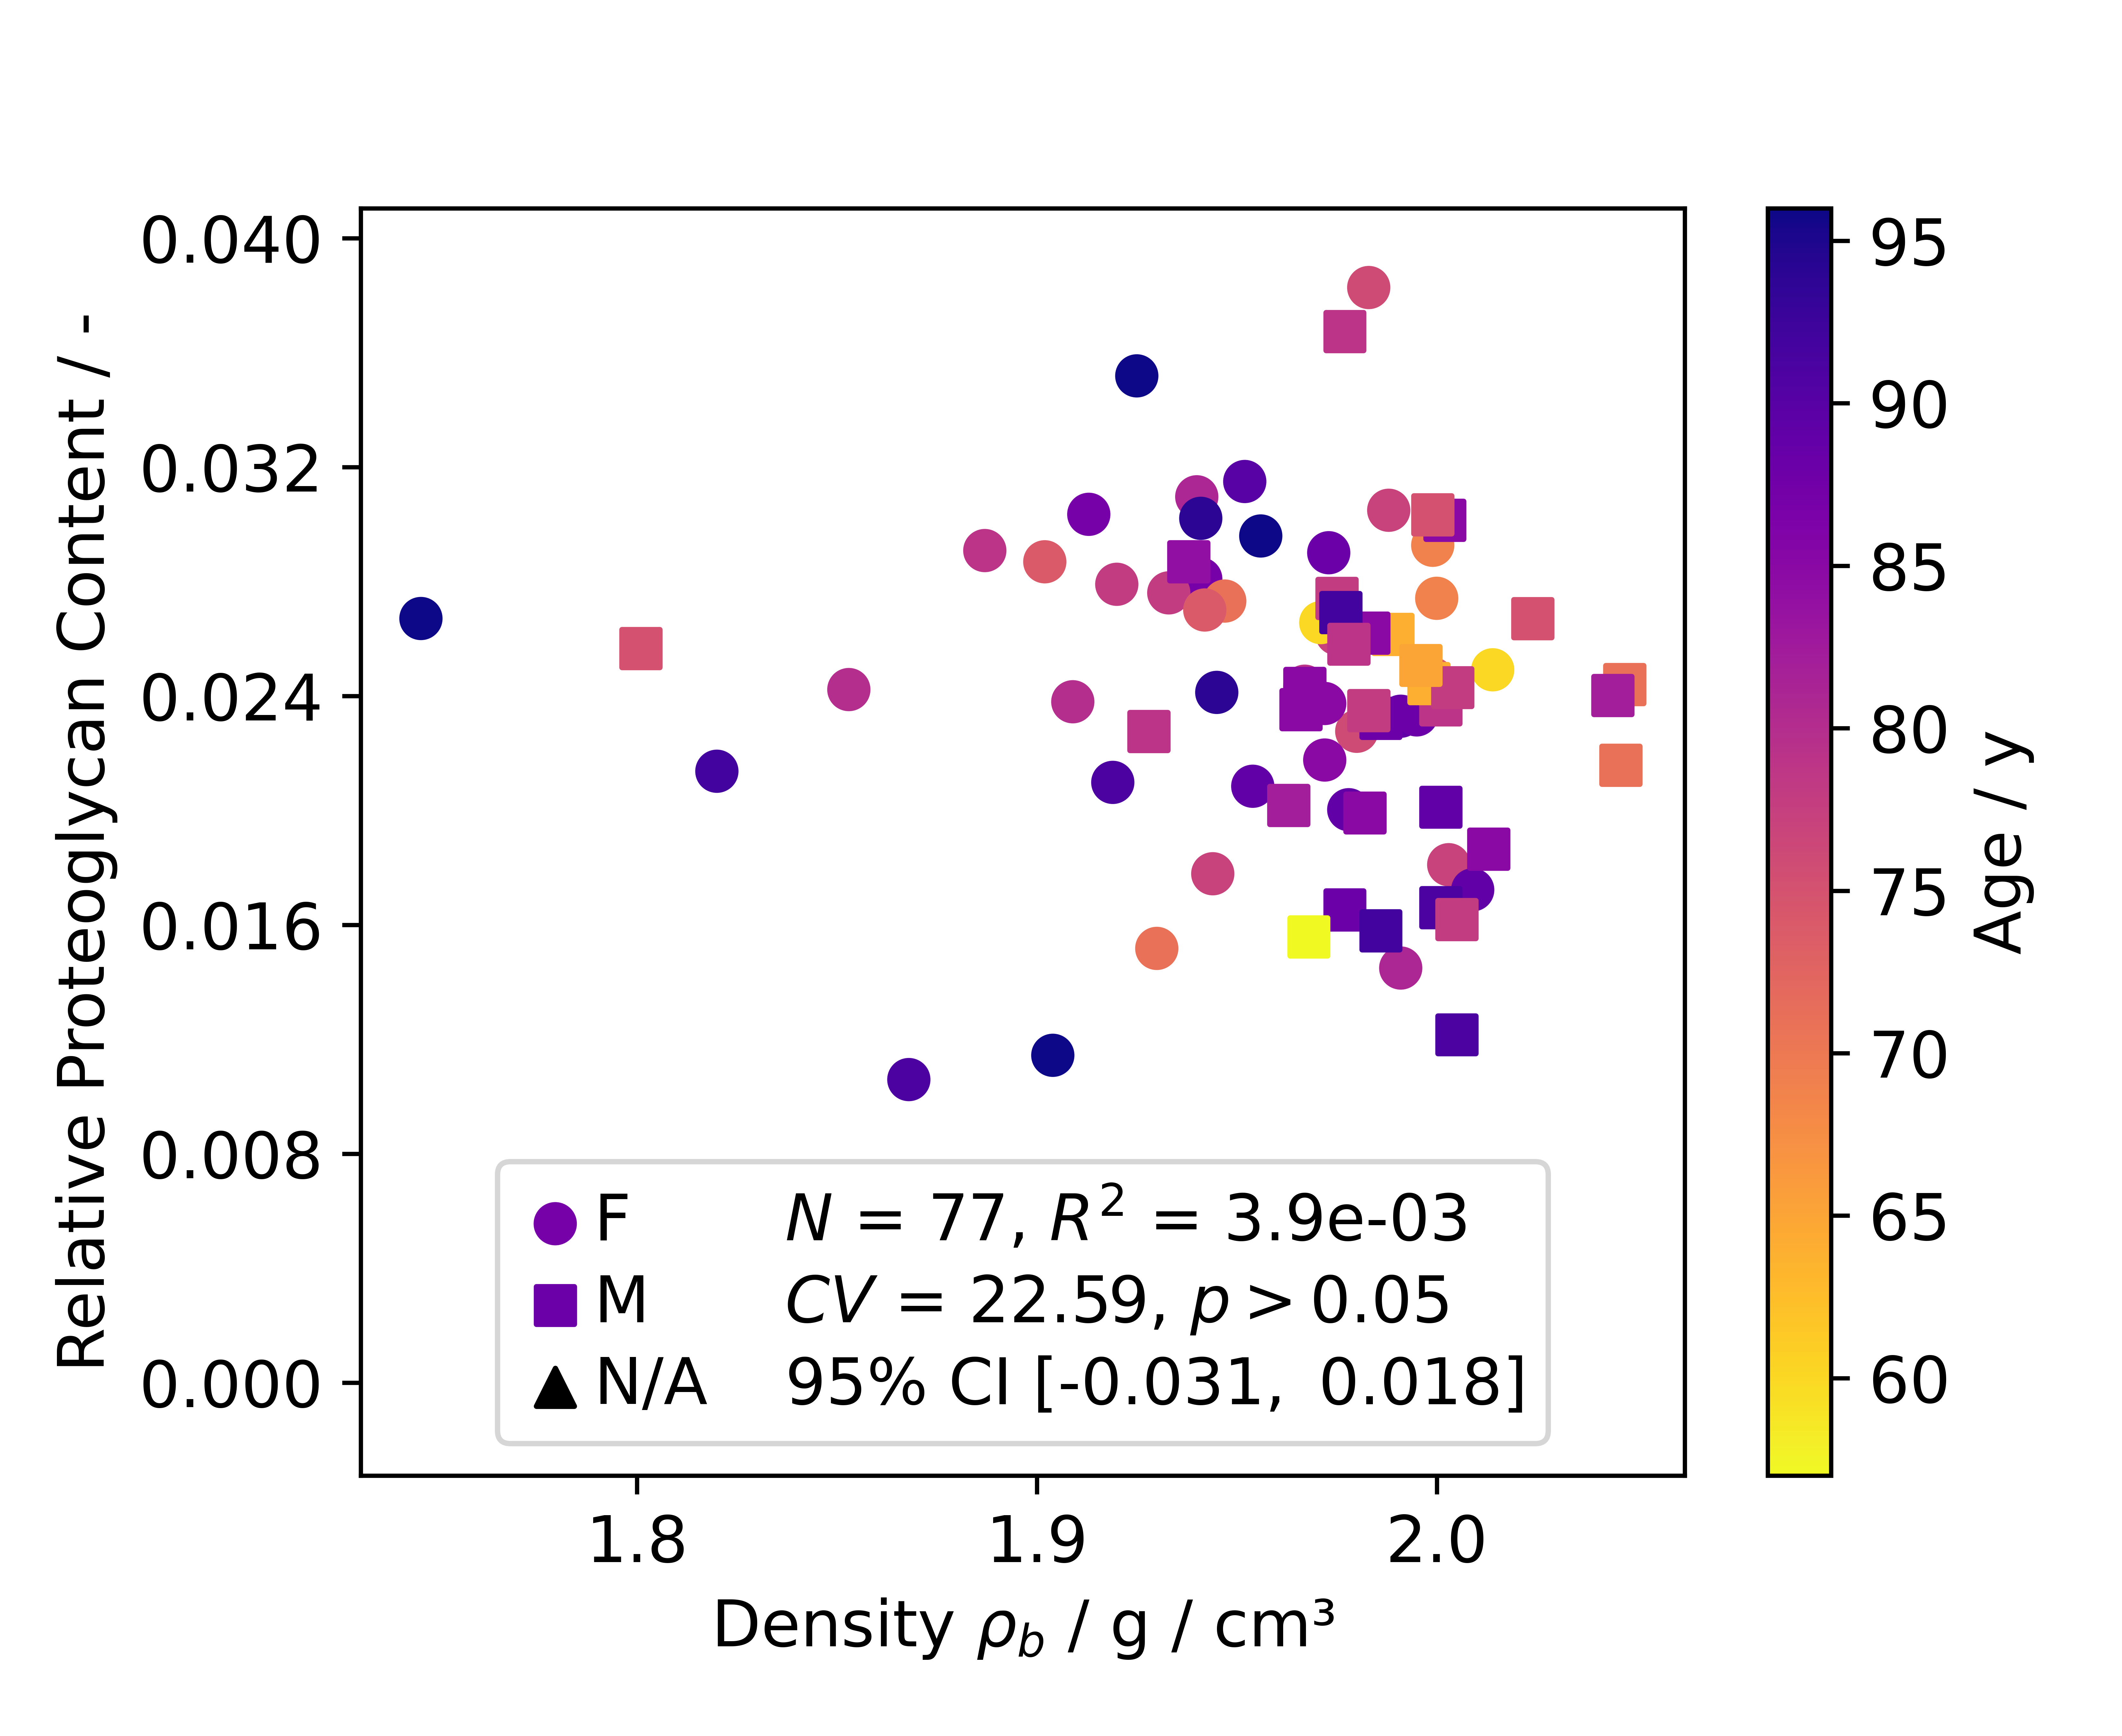 Relative Proteoglycan Content / -
0.040
0.032
0.024
0.016
0.008
0.000
F N = 77, R² = 3.9e-03
M CV = 22.59, p > 0.05
N/A 95% CI [-0.031, 0.018]
1.8 1.9 2.0
Density ρ_b / g / cm³
95
90
85
80
75
70
65
60
Age / y